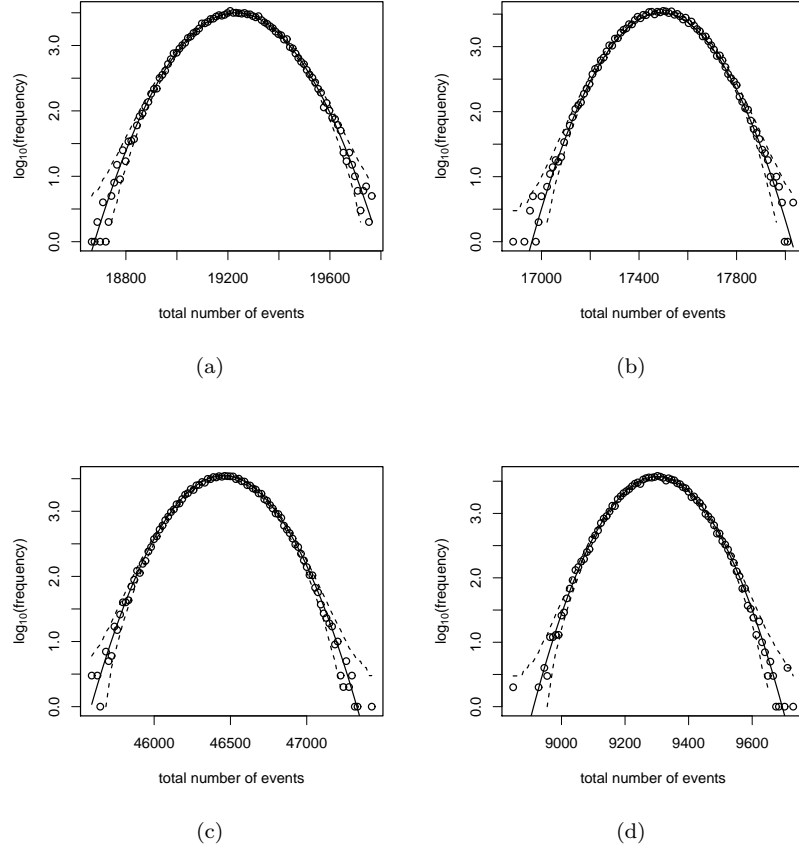 log10(frequency)
0.0 1.0 2.0 3.0
18800 19200 19600
total number of events
(a)
log10(frequency)
0.0 1.0 2.0 3.0
17000 17400 17800
total number of events
(b)
log10(frequency)
0.0 1.0 2.0 3.0
46000 46500 47000
total number of events
(c)
log10(frequency)
0.0 1.0 2.0 3.0
9000 9200 9400 9600
total number of events
(d)